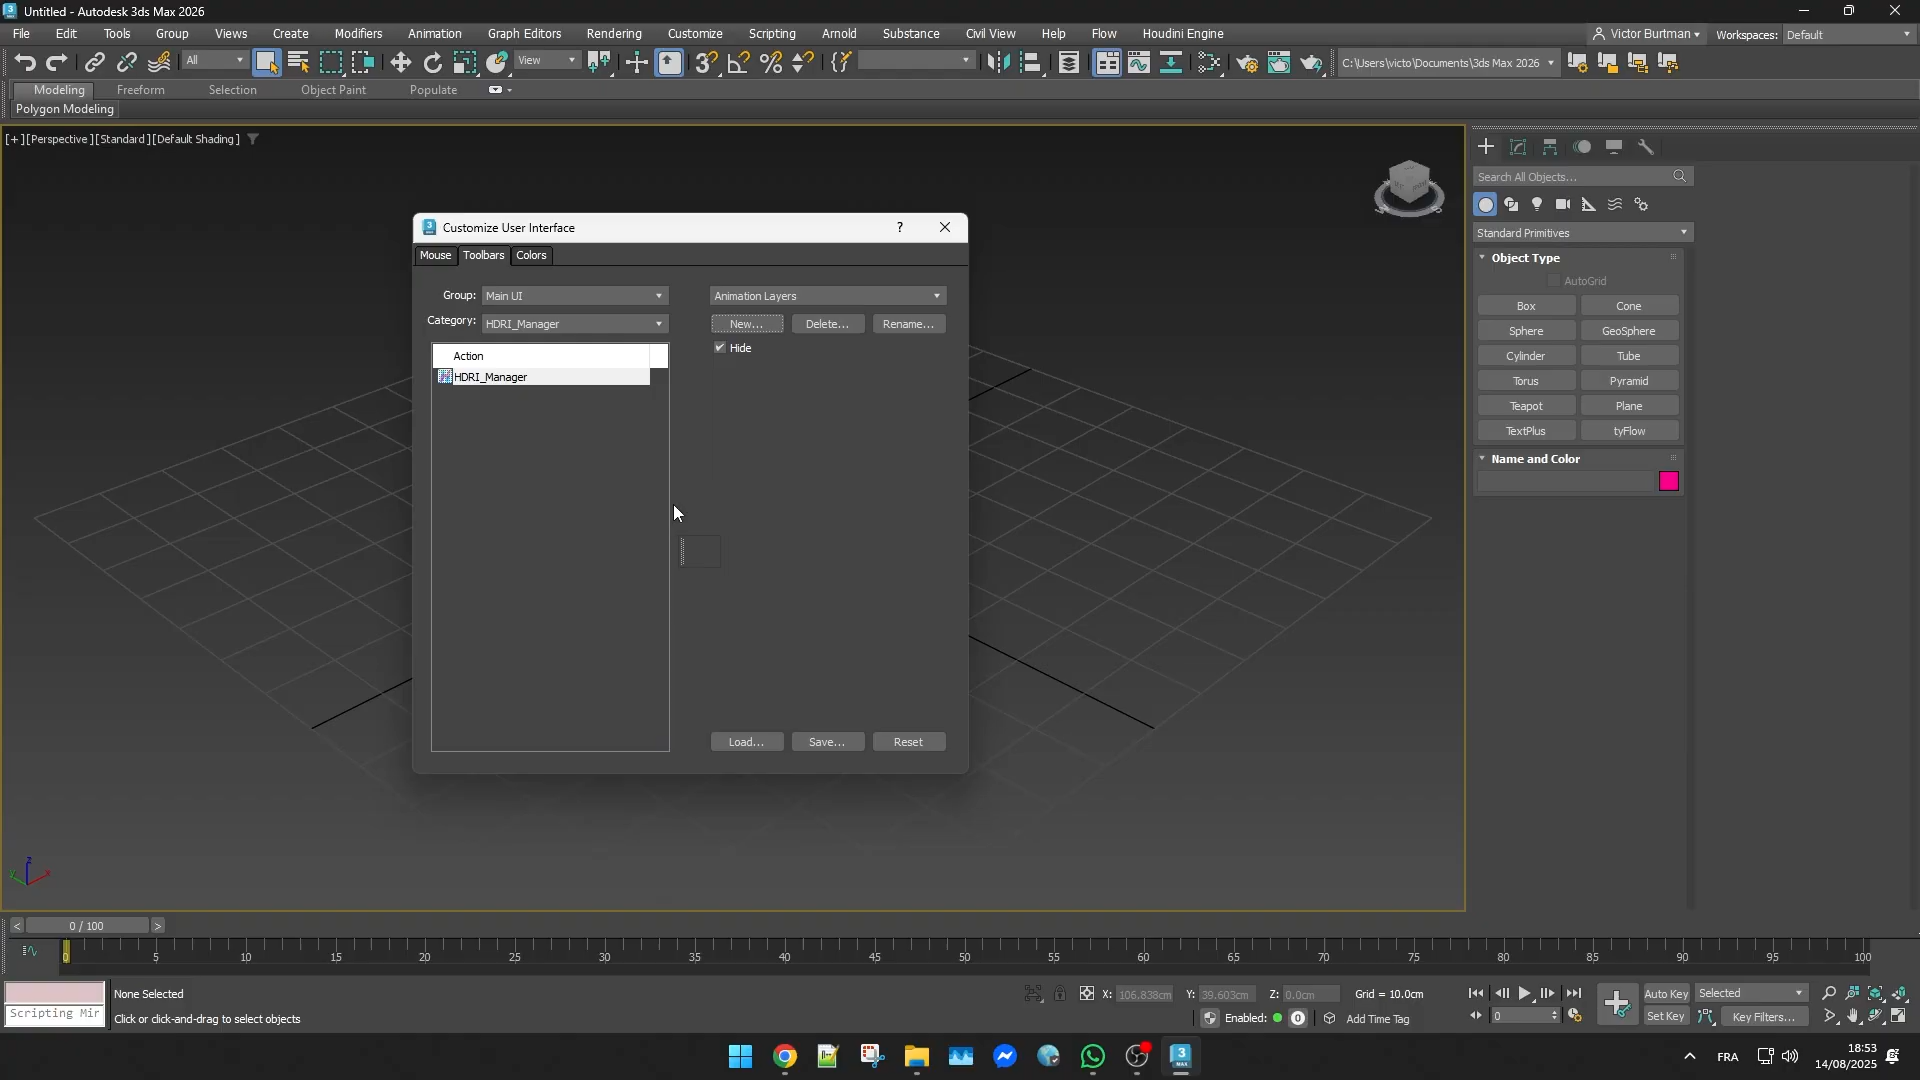 Untitled - Autodesk 3ds Max 2026
File Edit Tools Group Views Create Modifiers Animation Graph Editors Rendering Customize Scripting Arnold Substance Civil View Help Flow Houdini Engine Victor Burtman Workspaces: Default
All View C:\Users\victo\Documents\3ds Max 2026
Modeling Freeform Selection Object Paint Populate
Polygon Modeling
[+][Perspective][Standard][Default Shading]
Search All Objects...
Standard Primitives
Object Type
AutoGrid
Box Cone
Sphere GeoSphere
Cylinder Tube
Torus Pyramid
Teapot Plane
TextPlus tyFlow
Name and Color
Customize User Interface ?
Mouse Toolbars Colors
Group: Main UI Animation Layers
Category: HDRI_Manager New... Delete... Rename...
Hide
Action
HDRI_Manager
Load... Save... Reset
z
x
< 0 / 100 >
0 5 10 15 20 25 30 35 40 45 50 55 60 65 70 75 80 85 90 95 100
None Selected X: 106.838cm Y: 39.603cm Z: 0.0cm Grid = 10.0cm Auto Key Selected
Scripting Mir Click or click-and-drag to select objects Enabled: 0 Add Time Tag 0 Set Key Key Filters...
FRA 18:53
14/08/2025